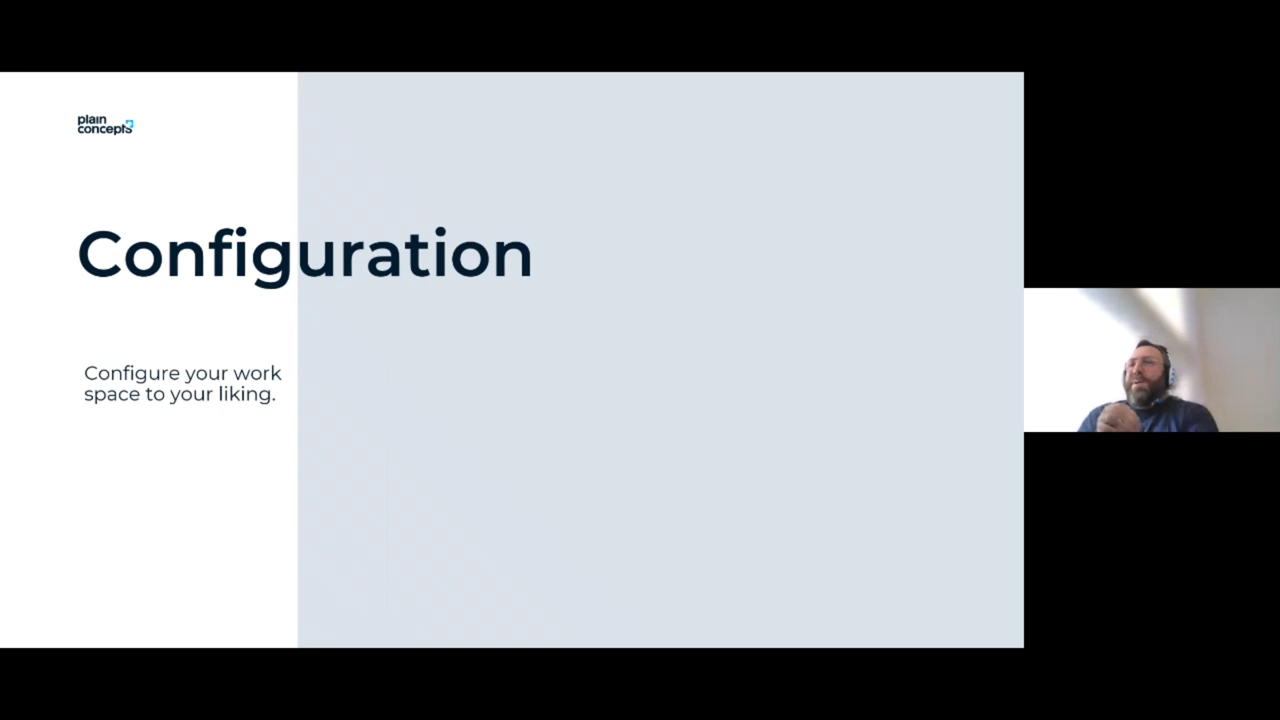 plain
concepts
Configuration
Configure your work
space to your liking.